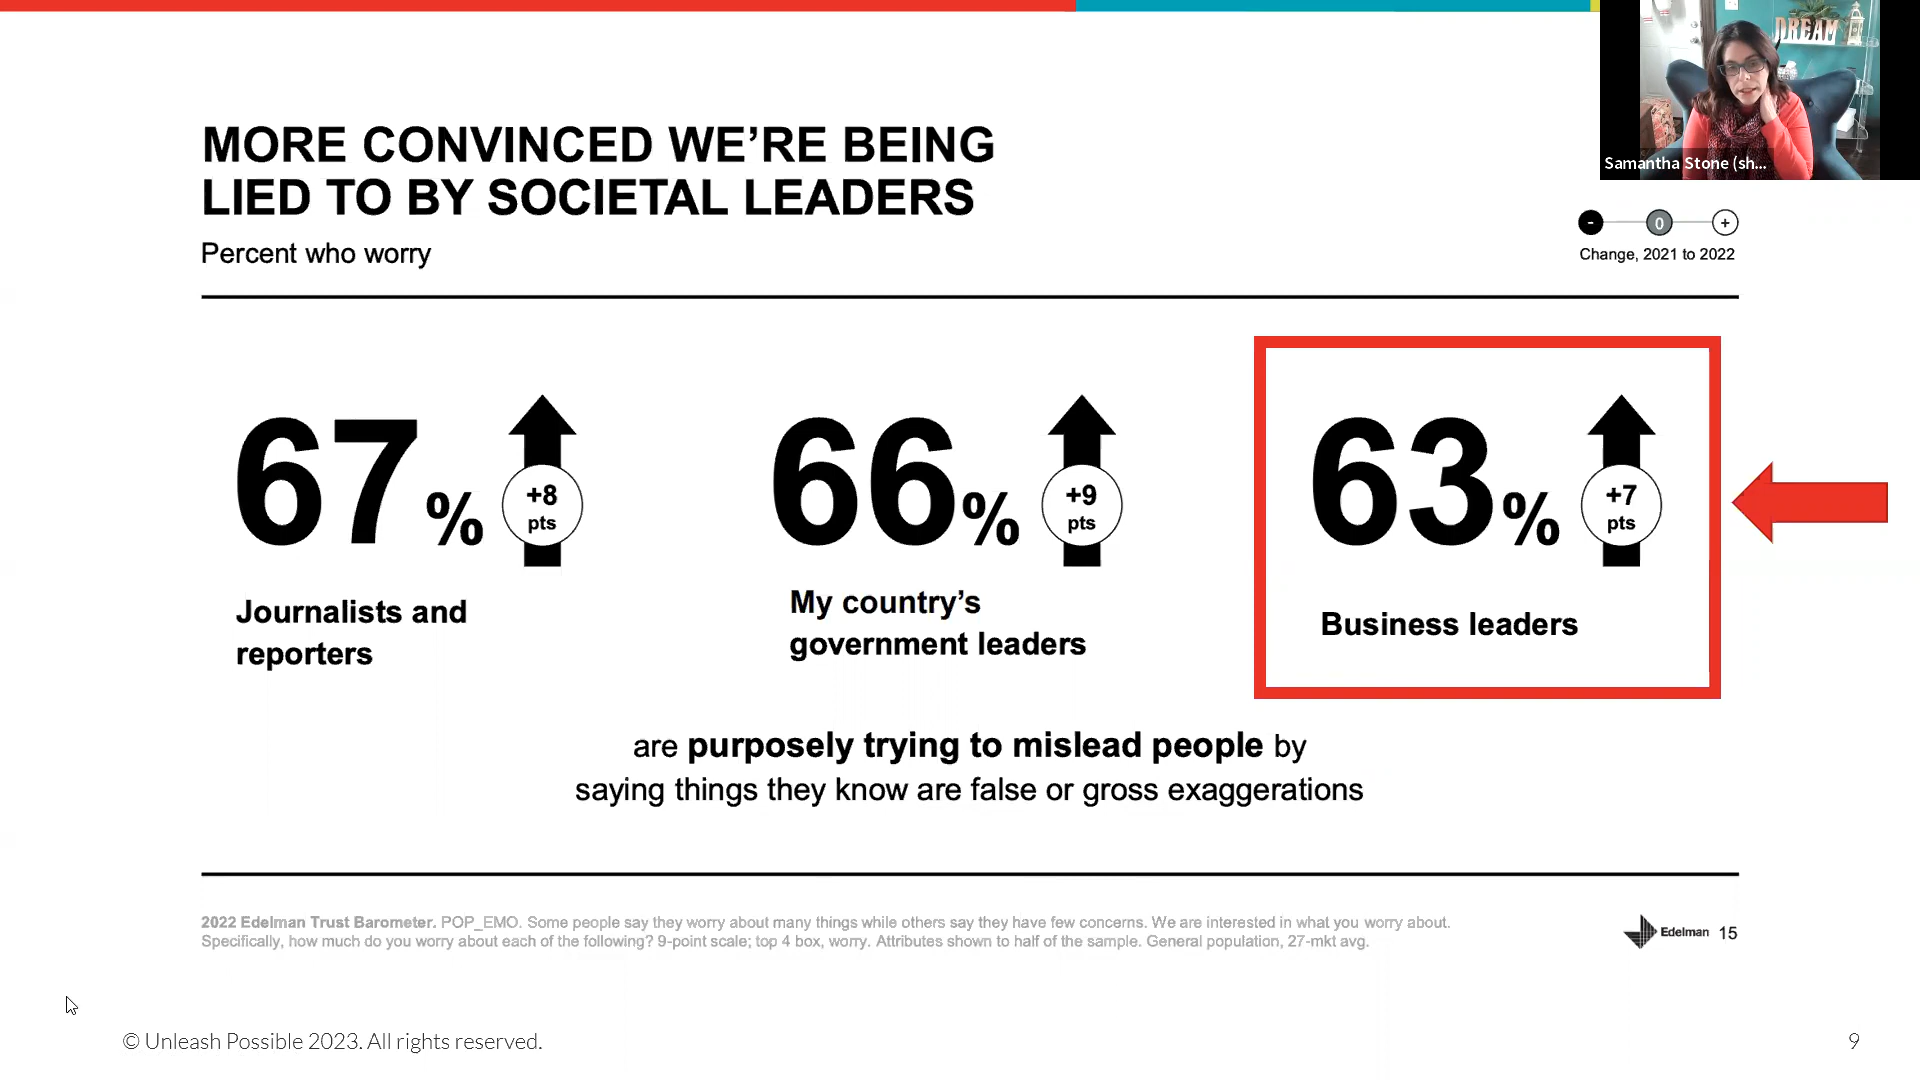 DREAM
Samantha Stone (sh...
MORE CONVINCED WE’RE BEING
LIED TO BY SOCIETAL LEADERS
Percent who worry
- 0 +
Change, 2021 to 2022
67% +8 pts
Journalists and
reporters
66% +9 pts
My country’s
government leaders
63% +7 pts
Business leaders
are purposely trying to mislead people by
saying things they know are false or gross exaggerations
2022 Edelman Trust Barometer. POP_EMO. Some people say they worry about many things while others say they have few concerns. We are interested in what you worry about.
Specifically, how much do you worry about each of the following? 9-point scale; top 4 box, worry. Attributes shown to half of the sample. General population, 27-mkt avg.
Edelman 15
© Unleash Possible 2023. All rights reserved.
9